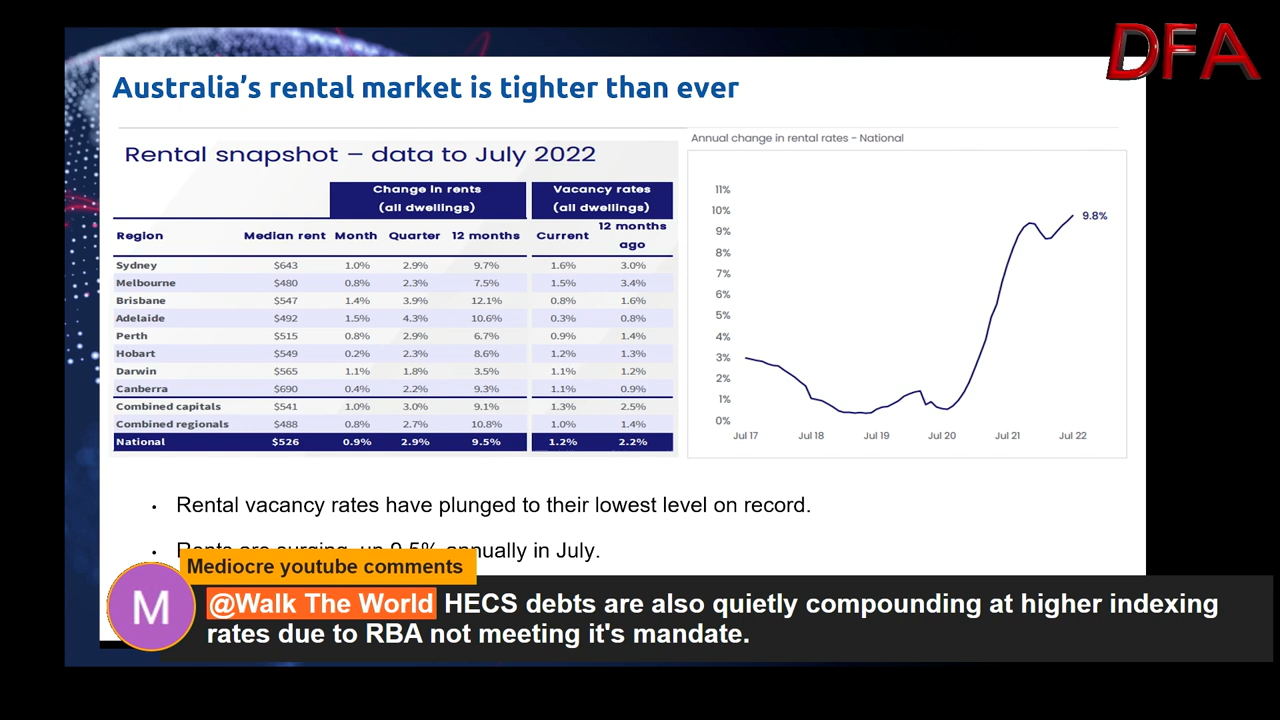 DFA
Australia's rental market is tighter than ever
Rental snapshot – data to July 2022
Change in rents
(all dwellings)
Vacancy rates
(all dwellings)
Region Median rent Month Quarter 12 months Current 12 months ago
Sydney $643 1.0% 2.9% 9.7% 1.6% 3.0%
Melbourne $480 0.8% 2.3% 7.5% 1.5% 3.4%
Brisbane $547 1.4% 3.9% 12.1% 0.8% 1.6%
Adelaide $492 1.5% 4.3% 10.6% 0.3% 0.8%
Perth $515 0.8% 2.9% 6.7% 0.9% 1.4%
Hobart $549 0.2% 2.3% 8.6% 1.2% 1.3%
Darwin $565 1.1% 1.8% 3.5% 1.1% 1.2%
Canberra $690 0.4% 2.2% 9.3% 1.1% 0.9%
Combined capitals $541 1.0% 3.0% 9.1% 1.3% 2.5%
Combined regionals $488 0.8% 2.7% 10.8% 1.0% 1.4%
National $526 0.9% 2.9% 9.5% 1.2% 2.2%
Annual change in rental rates - National
11%
10%
9%
8%
7%
6%
5%
4%
3%
2%
1%
0%
9.8%
Jul 17 Jul 18 Jul 19 Jul 20 Jul 21 Jul 22
• Rental vacancy rates have plunged to their lowest level on record.
• Rents are surging, up 9.5% annually in July.
Mediocre youtube comments
M
@Walk The World HECS debts are also quietly compounding at higher indexing
rates due to RBA not meeting it's mandate.